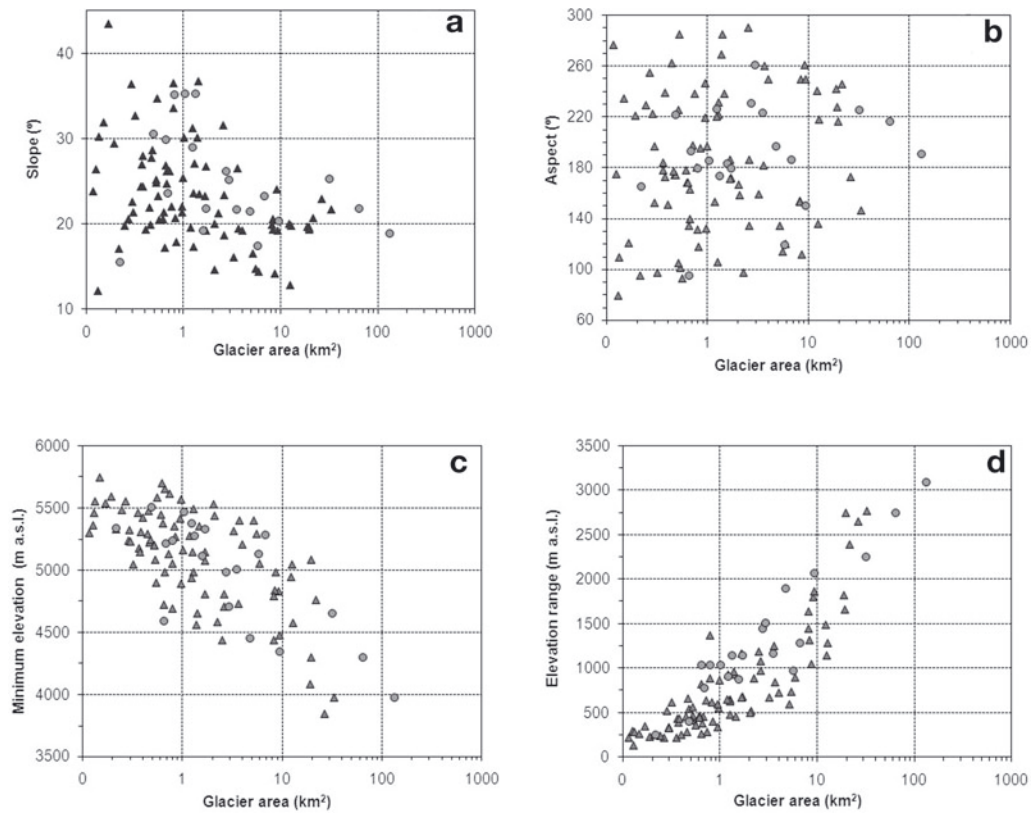 a
40
30
20
10
Slope (°)
0 1 10 100 1000
Glacier area (km²)
b
300
260
220
180
140
100
60
Aspect (°)
0 1 10 100 1000
Glacier area (km²)
c
6000
5500
5000
4500
4000
3500
Minimum elevation (m a.s.l.)
0 1 10 100 1000
Glacier area (km²)
d
3500
3000
2500
2000
1500
1000
500
0
Elevation range (m a.s.l.)
0 1 10 100 1000
Glacier area (km²)